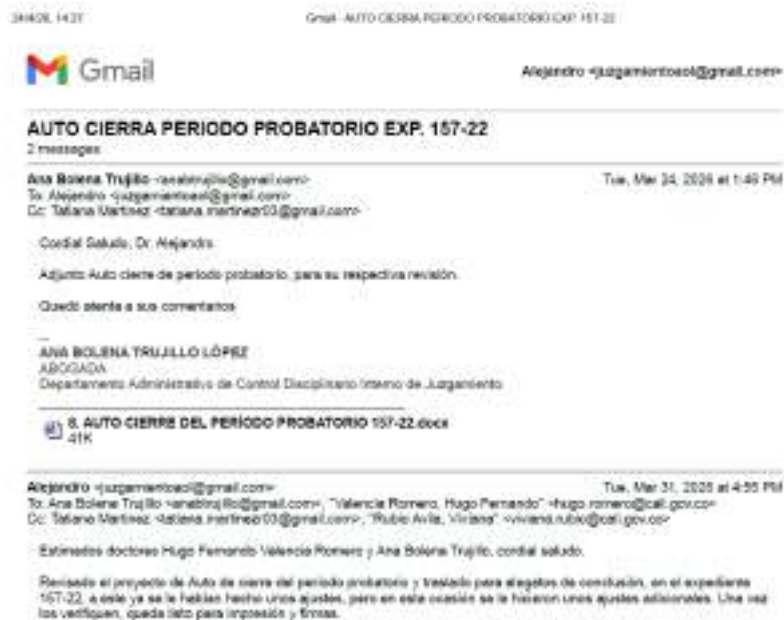 24/4/26, 14:27
Gmail - AUTO CIERRA PERIODO PROBATORIO EXP. 157-22
Gmail
Alejandro <juzgamientoaol@gmail.com>
AUTO CIERRA PERIODO PROBATORIO EXP. 157-22
2 messages
Ana Bolena Trujillo <anabtrujillo@gmail.com> Tue, Mar 24, 2026 at 1:46 PM
To: Alejandro <juzgamientoaol@gmail.com>
Cc: Tatiana Martinez <tatiana.martinezr03@gmail.com>
Cordial Saludo, Dr. Alejandro
Adjunto Auto cierre de periodo probatorio, para su respectiva revisión.
Quedó atenta a sus comentarios
--
ANA BOLENA TRUJILLO LÓPEZ
ABOGADA
Departamento Administrativo de Control Disciplinario Interno de Juzgamiento
8. AUTO CIERRE DEL PERÍODO PROBATORIO 157-22.docx
41K
Alejandro <juzgamientoaol@gmail.com> Tue, Mar 31, 2026 at 4:55 PM
To: Ana Bolena Trujillo <anabtrujillo@gmail.com>, "Valencia Romero, Hugo Fernando" <hugo.romero@cali.gov.co>
Cc: Tatiana Martinez <tatiana.martinezr03@gmail.com>, "Rubio Avila, Viviana" <viviana.rubio@cali.gov.co>
Estimados doctores Hugo Fernando Valencia Romero y Ana Bolena Trujillo, cordial saludo.
Revisado el proyecto de Auto de cierre del periodo probatorio y traslado para alegatos de conclusión, en el expediente
157-22, a este ya se le habían hecho unos ajustes, pero en esta ocasión se le hicieron unos ajustes adicionales. Una vez
los verifiquen, queda listo para impresión y firmas.